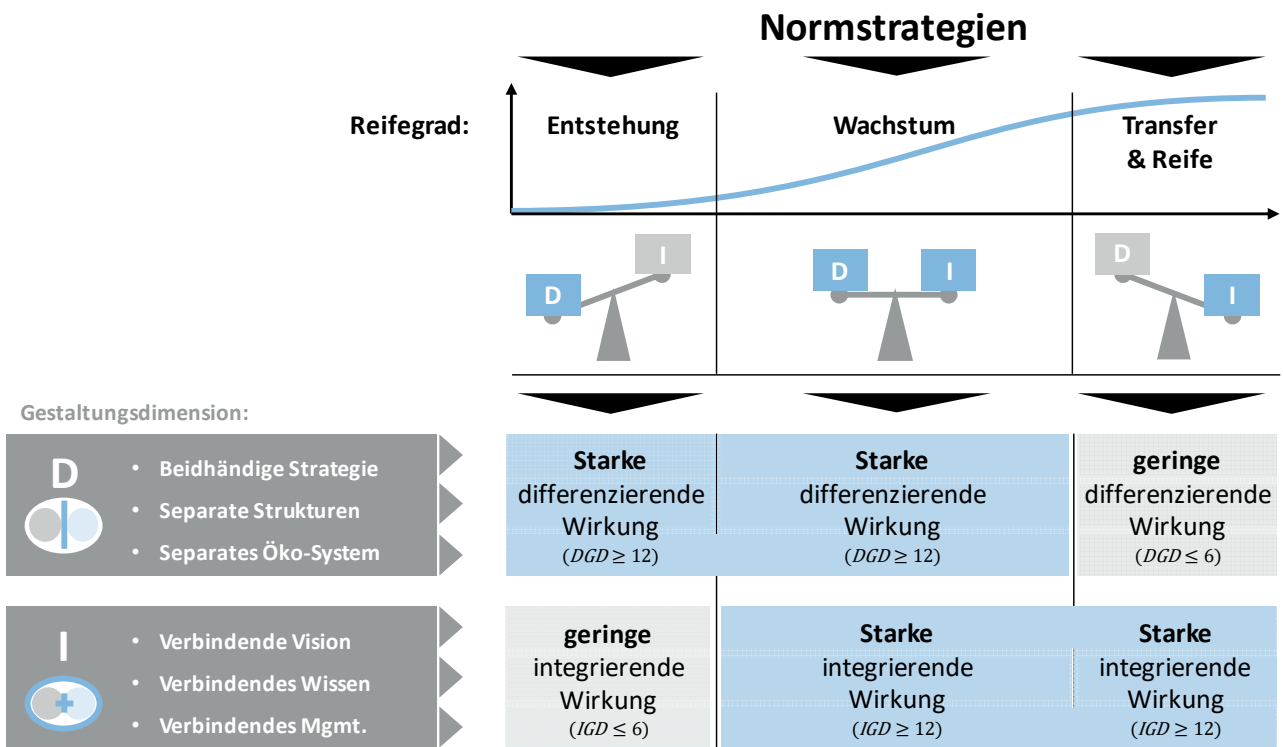 Normstrategien
Reifegrad:
Entstehung
Wachstum
Transfer
& Reife
D
I
D
I
D
I
Gestaltungsdimension:
D
• Beidhändige Strategie
• Separate Strukturen
• Separates Öko-System
Starke
differenzierende
Wirkung
(DGD ≥ 12)
Starke
differenzierende
Wirkung
(DGD ≥ 12)
geringe
differenzierende
Wirkung
(DGD ≤ 6)
I
• Verbindende Vision
• Verbindendes Wissen
• Verbindendes Mgmt.
geringe
integrierende
Wirkung
(IGD ≤ 6)
Starke
integrierende
Wirkung
(IGD ≥ 12)
Starke
integrierende
Wirkung
(IGD ≥ 12)